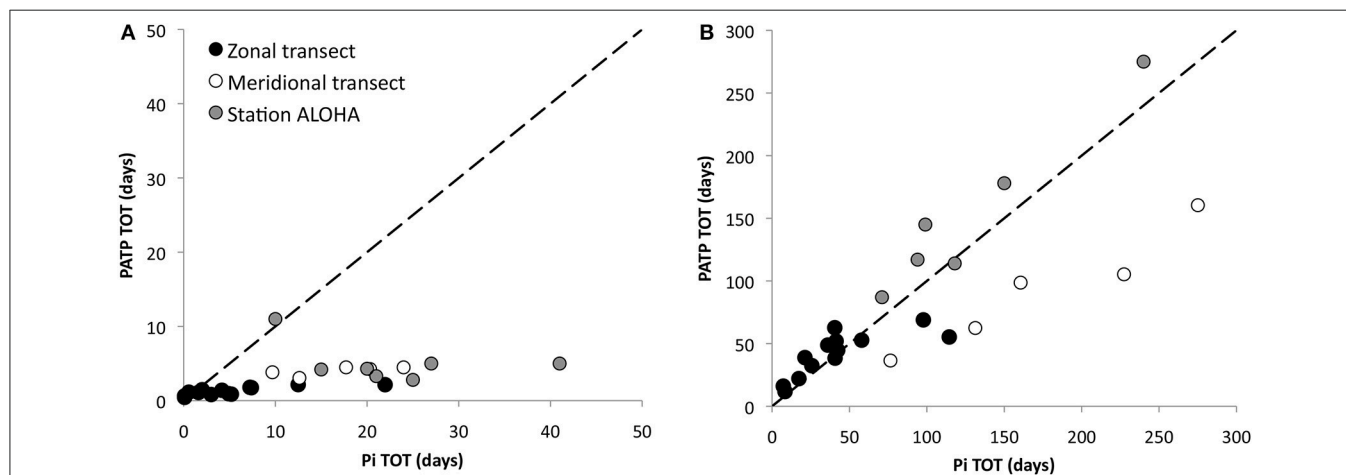 A
50
40
30
20
10
0
PATP TOT (days)
Zonal transect
Meridional transect
Station ALOHA
0 10 20 30 40 50
Pi TOT (days)
B
300
250
200
150
100
50
0
PATP TOT (days)
0 50 100 150 200 250 300
Pi TOT (days)